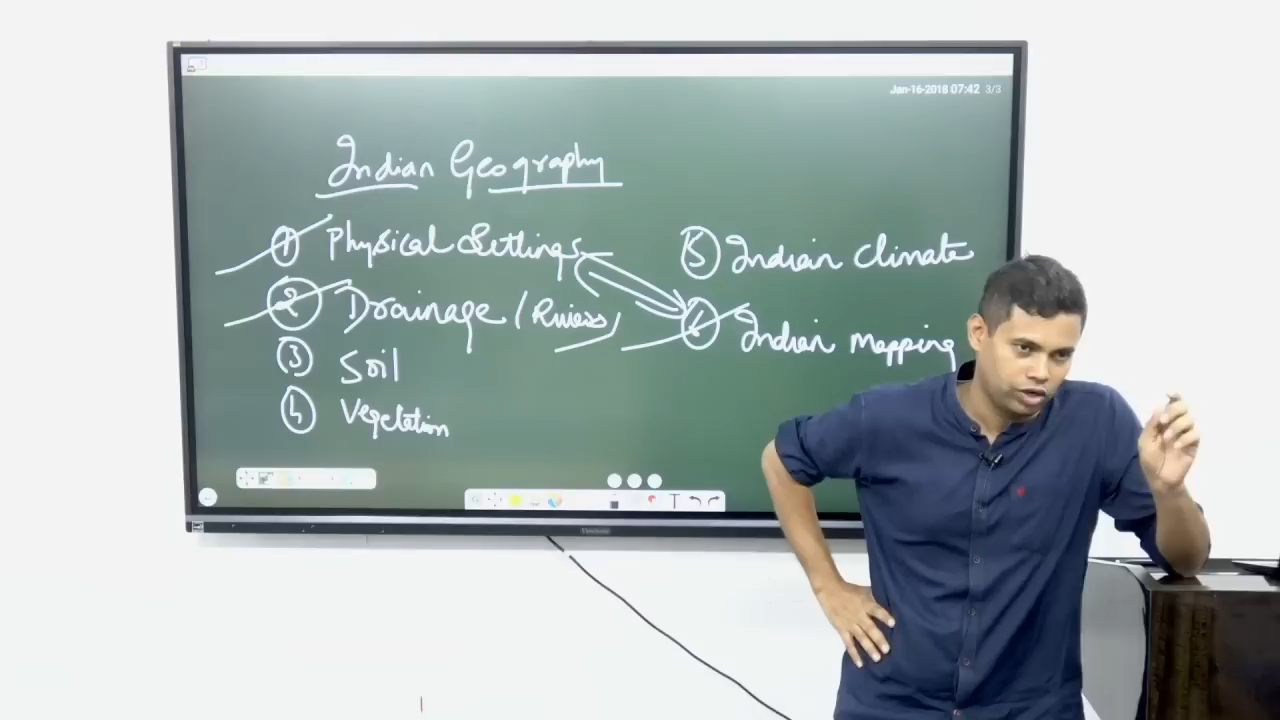 Jan-16-2018 07:42 3/3
Indian Geography
① Physical Settings
② Drainage / (Rivers)
③ Soil
④ Vegetation
⑤ Indian Climate
⑥ Indian Mapping
T